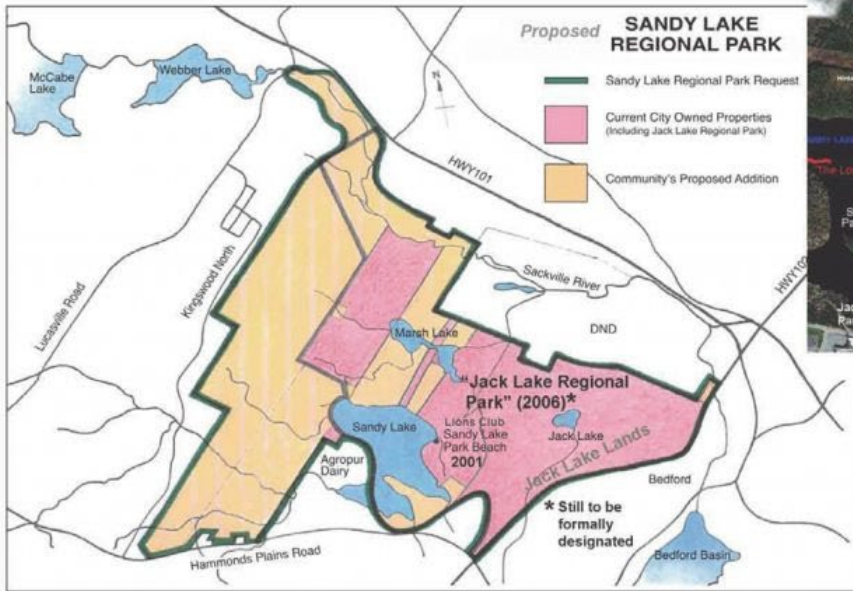 Proposed SANDY LAKE
REGIONAL PARK
Sandy Lake Regional Park Request
Current City Owned Properties
(Including Jack Lake Regional Park)
Community's Proposed Addition
McCabe
Lake
Webber Lake
N
HWY101
Lucasville Road
Kingswood North
Sackville River
HWY102
DND
Marsh Lake
"Jack Lake Regional
Park" (2006)*
Sandy Lake
Lions Club
Sandy Lake
Park Beach
2001
Jack Lake
Jack Lake Lands
Agropur
Dairy
Bedford
* Still to be
formally
designated
Hammonds Plains Road
Bedford Basin